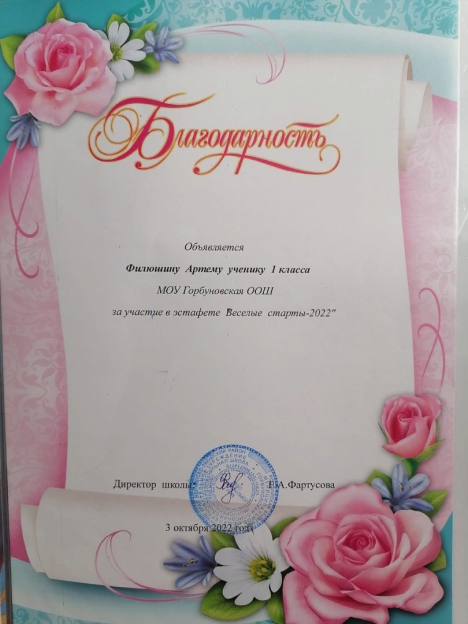 Благодарность
Объявляется
Филюшину Артему ученику 1 класса
МОУ Горбуновская ООШ
за участие в эстафете "Веселые старты-2022"
Директор школы Е.А.Фартусова
3 октября 2022 год